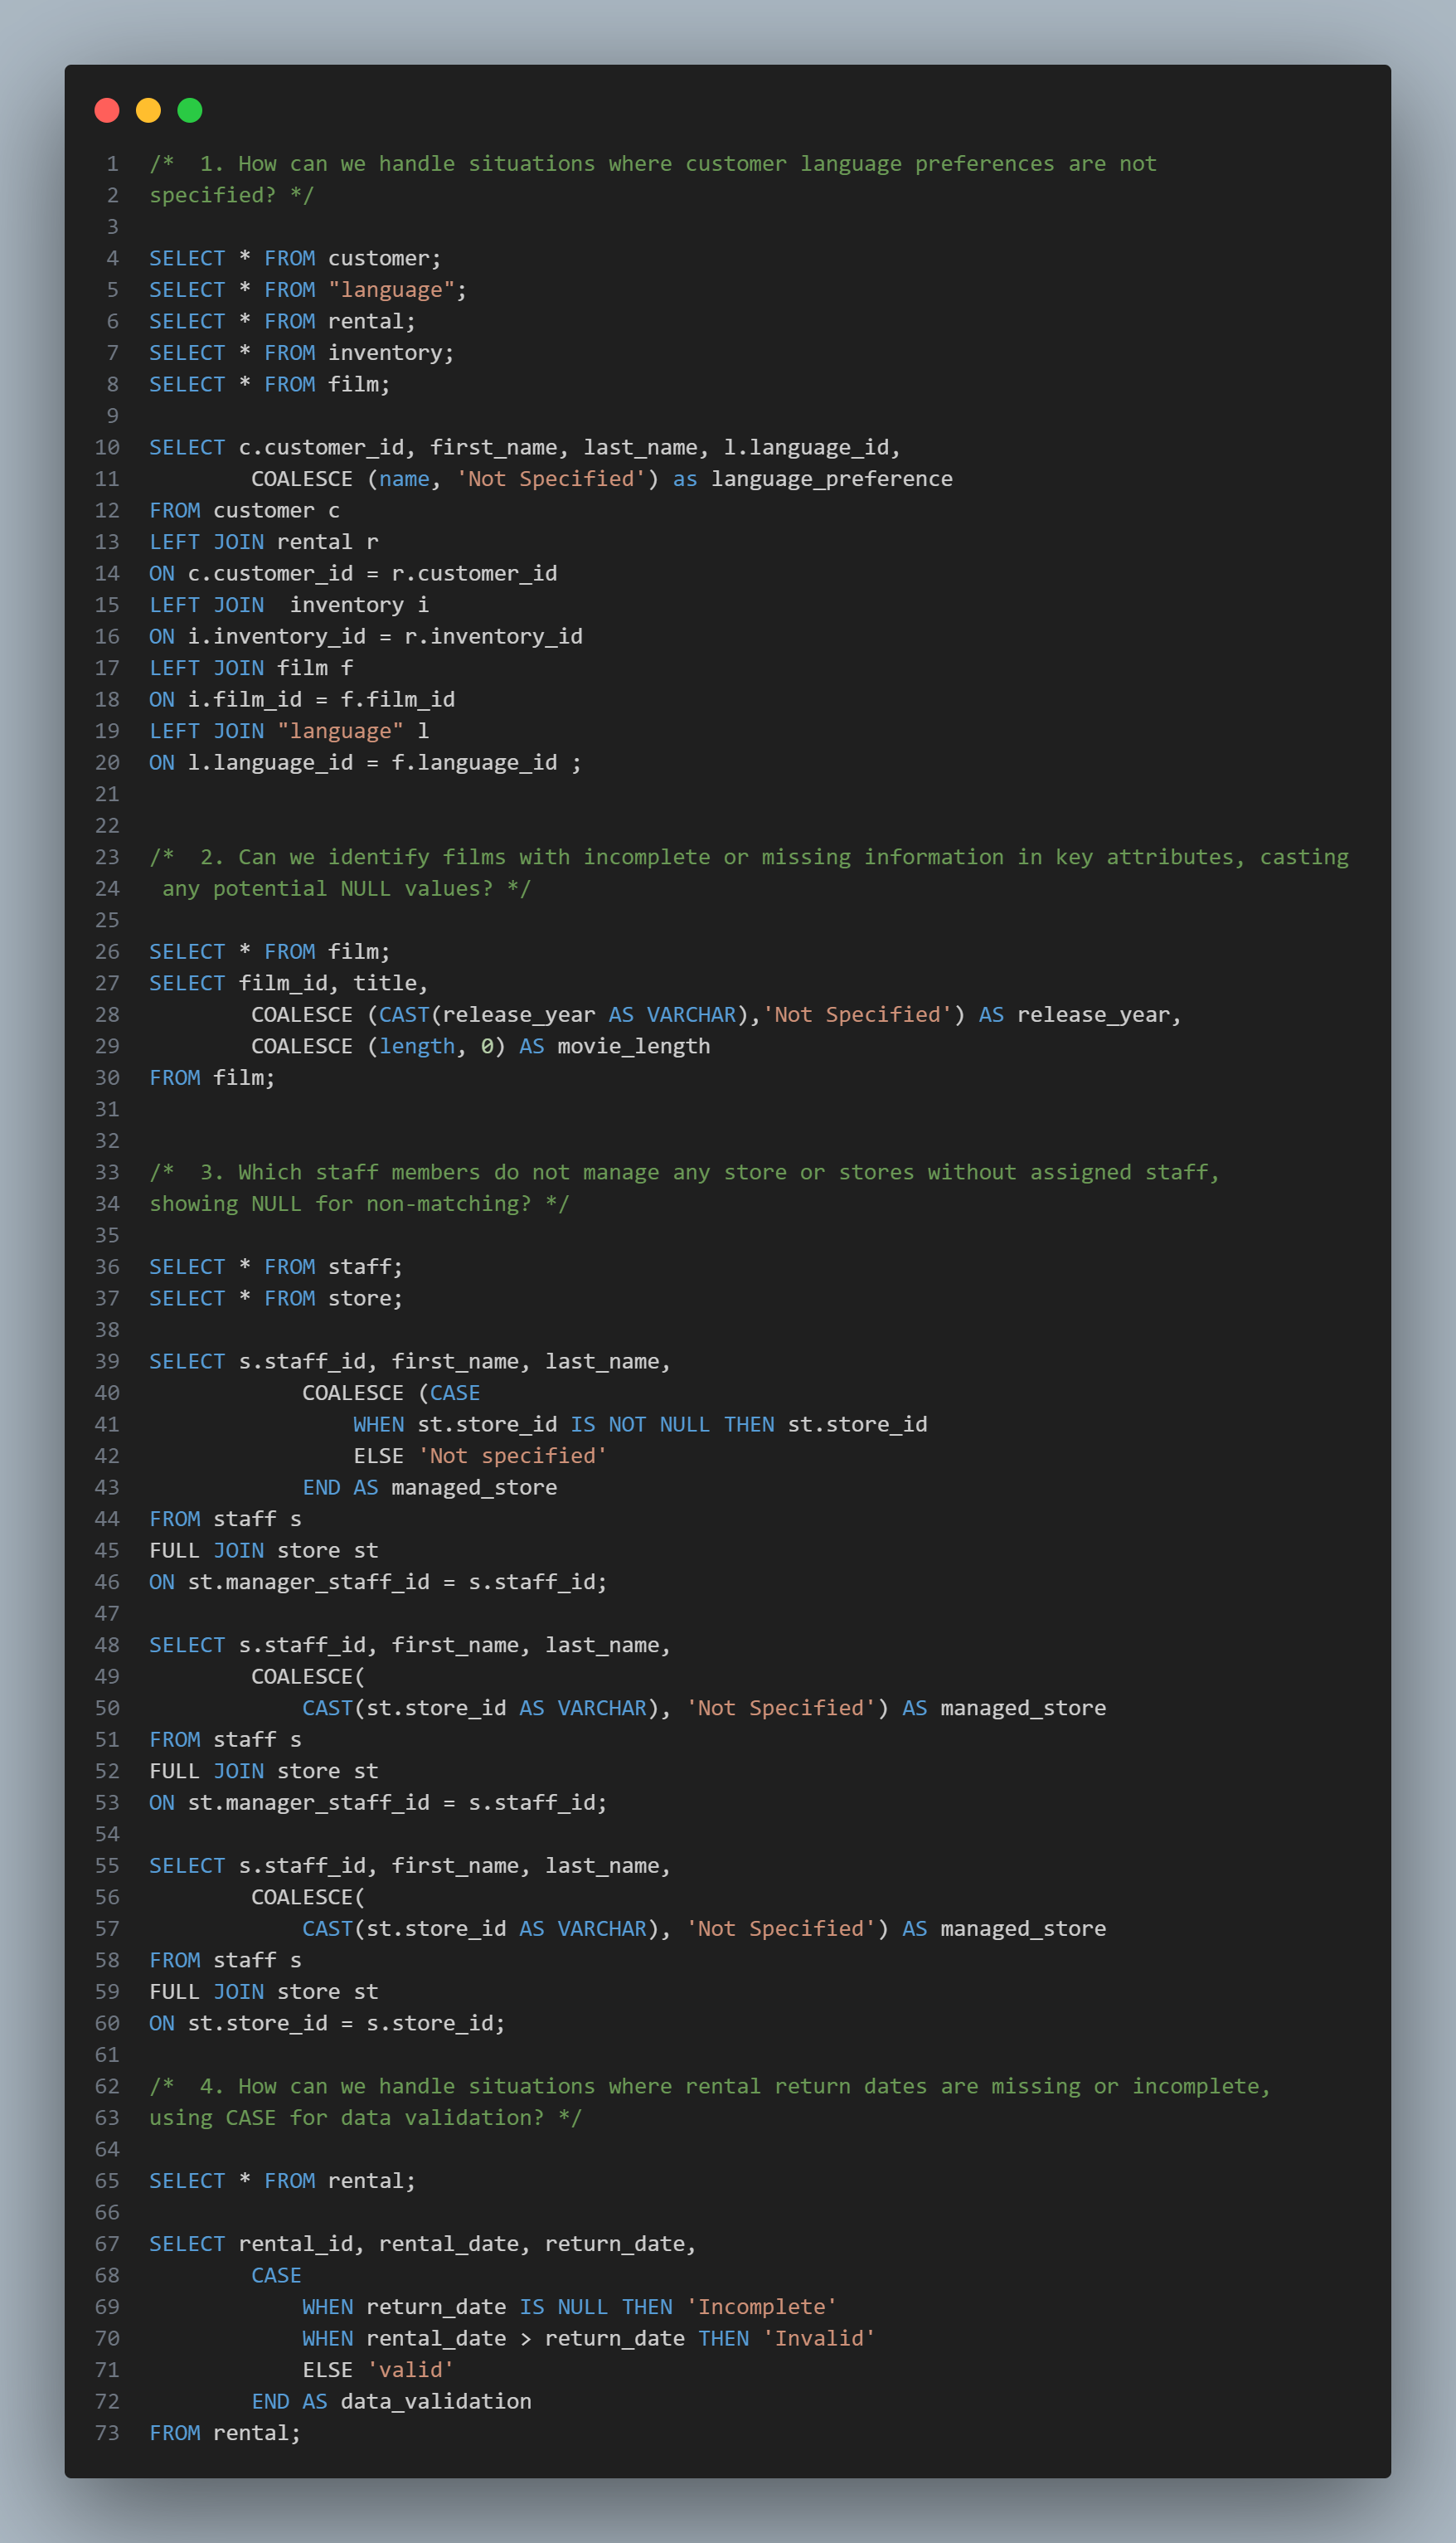 1 /*  1. How can we handle situations where customer language preferences are not
2 specified? */
3
4 SELECT * FROM customer;
5 SELECT * FROM "language";
6 SELECT * FROM rental;
7 SELECT * FROM inventory;
8 SELECT * FROM film;
9
10 SELECT c.customer_id, first_name, last_name, l.language_id,
11         COALESCE (name, 'Not Specified') as language_preference
12 FROM customer c
13 LEFT JOIN rental r
14 ON c.customer_id = r.customer_id
15 LEFT JOIN  inventory i
16 ON i.inventory_id = r.inventory_id
17 LEFT JOIN film f
18 ON i.film_id = f.film_id
19 LEFT JOIN "language" l
20 ON l.language_id = f.language_id ;
21
22
23 /*  2. Can we identify films with incomplete or missing information in key attributes, casting
24  any potential NULL values? */
25
26 SELECT * FROM film;
27 SELECT film_id, title,
28         COALESCE (CAST(release_year AS VARCHAR),'Not Specified') AS release_year,
29         COALESCE (length, 0) AS movie_length
30 FROM film;
31
32
33 /*  3. Which staff members do not manage any store or stores without assigned staff,
34 showing NULL for non-matching? */
35
36 SELECT * FROM staff;
37 SELECT * FROM store;
38
39 SELECT s.staff_id, first_name, last_name,
40             COALESCE (CASE
41                 WHEN st.store_id IS NOT NULL THEN st.store_id
42                 ELSE 'Not specified'
43             END AS managed_store
44 FROM staff s
45 FULL JOIN store st
46 ON st.manager_staff_id = s.staff_id;
47
48 SELECT s.staff_id, first_name, last_name,
49         COALESCE(
50             CAST(st.store_id AS VARCHAR), 'Not Specified') AS managed_store
51 FROM staff s
52 FULL JOIN store st
53 ON st.manager_staff_id = s.staff_id;
54
55 SELECT s.staff_id, first_name, last_name,
56         COALESCE(
57             CAST(st.store_id AS VARCHAR), 'Not Specified') AS managed_store
58 FROM staff s
59 FULL JOIN store st
60 ON st.store_id = s.store_id;
61
62 /*  4. How can we handle situations where rental return dates are missing or incomplete,
63 using CASE for data validation? */
64
65 SELECT * FROM rental;
66
67 SELECT rental_id, rental_date, return_date,
68         CASE
69             WHEN return_date IS NULL THEN 'Incomplete'
70             WHEN rental_date > return_date THEN 'Invalid'
71             ELSE 'valid'
72         END AS data_validation
73 FROM rental;